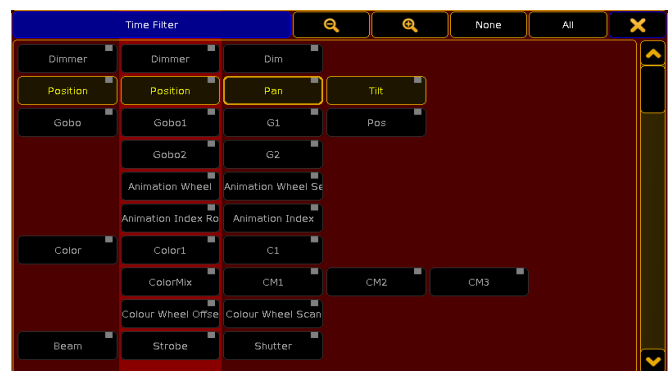 Time Filter None All
Dimmer Dimmer Dim
Position Position Pan Tilt
Gobo Gobo1 G1 Pos
Gobo2 G2
Animation Wheel Animation Wheel Se
Animation Index Ro Animation Index
Color Color1 C1
ColorMix CM1 CM2 CM3
Colour Wheel Offse Colour Wheel Scan
Beam Strobe Shutter